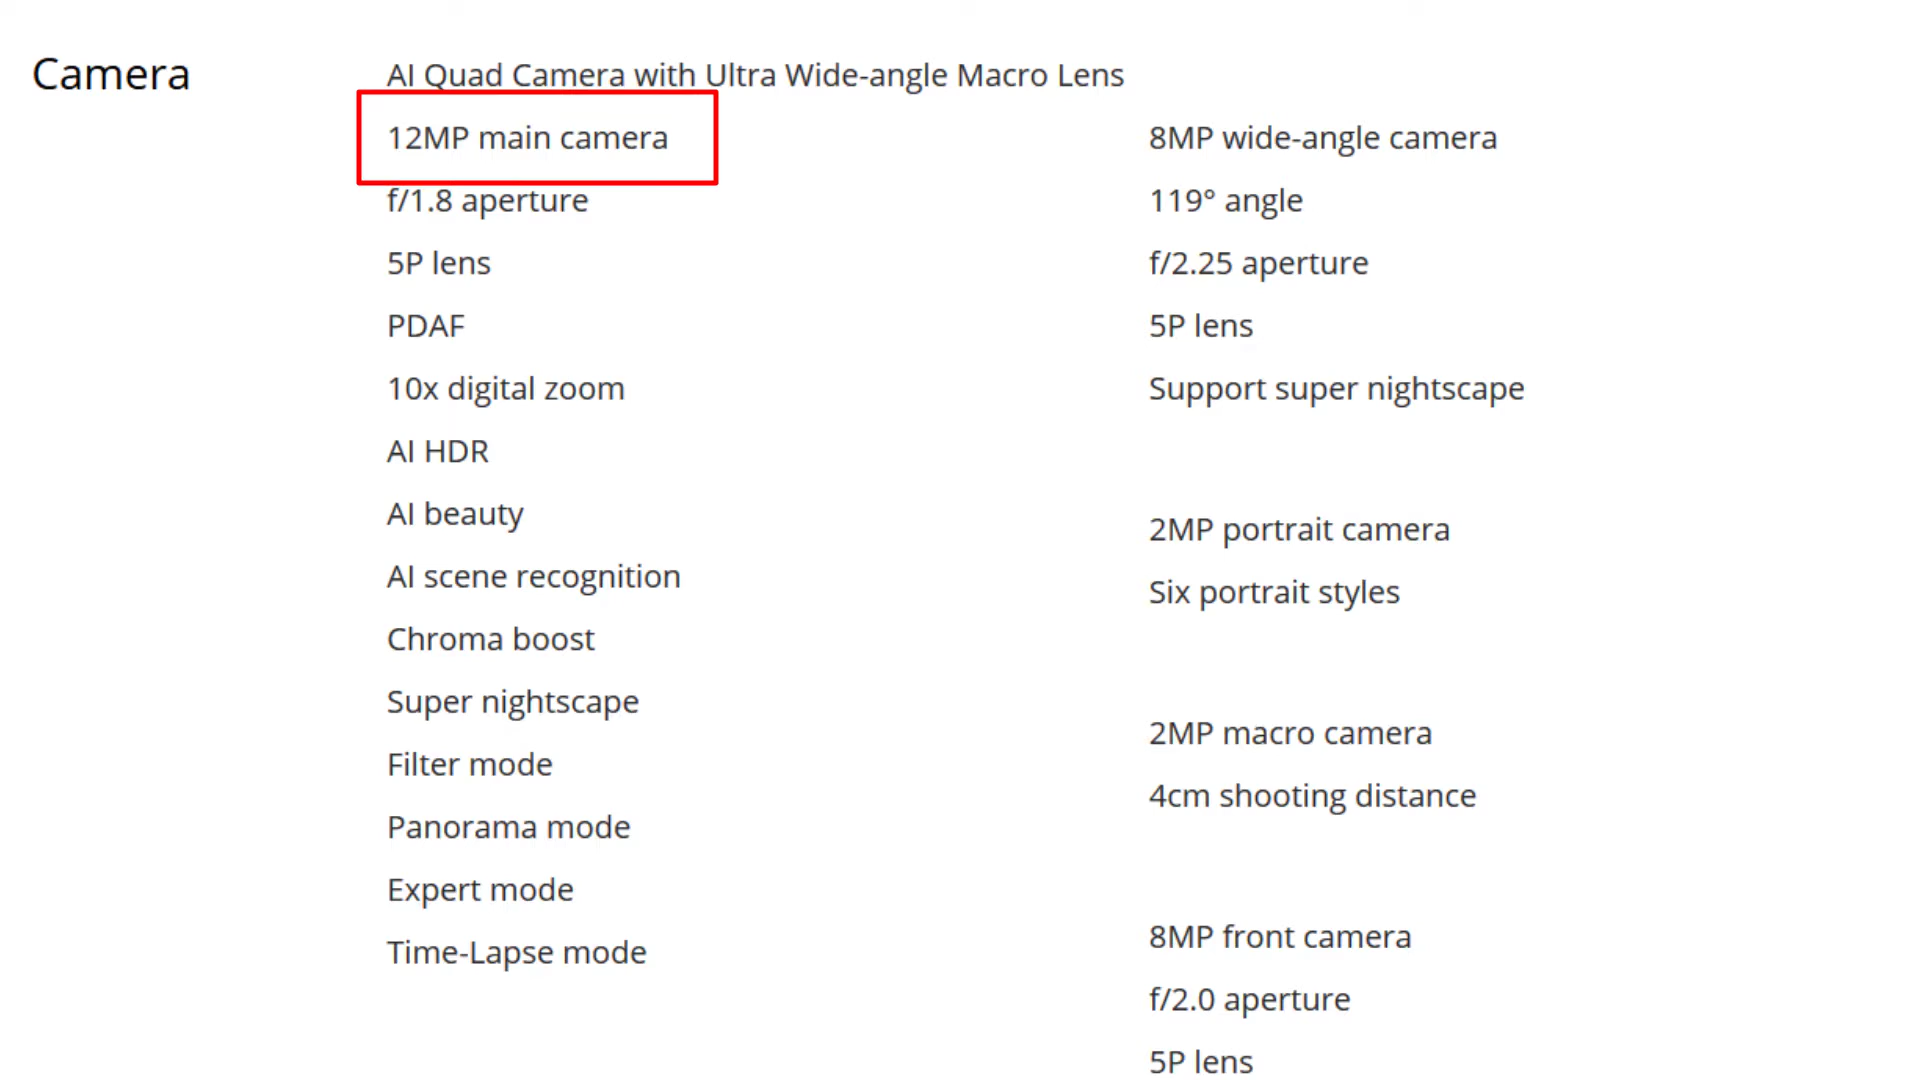 Camera
AI Quad Camera with Ultra Wide-angle Macro Lens
12MP main camera
f/1.8 aperture
5P lens
PDAF
10x digital zoom
AI HDR
AI beauty
AI scene recognition
Chroma boost
Super nightscape
Filter mode
Panorama mode
Expert mode
Time-Lapse mode
8MP wide-angle camera
119° angle
f/2.25 aperture
5P lens
Support super nightscape
2MP portrait camera
Six portrait styles
2MP macro camera
4cm shooting distance
8MP front camera
f/2.0 aperture
5P lens